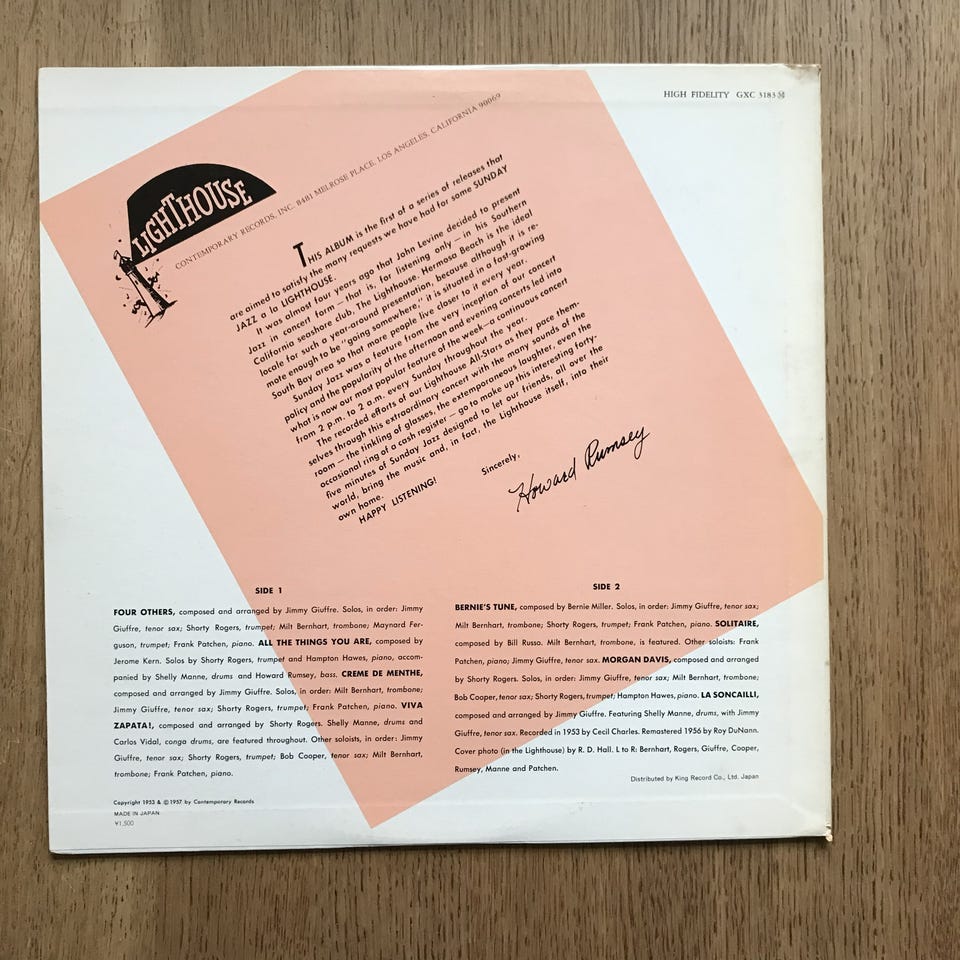 HIGH FIDELITY GXC 3183 M
LIGHTHOUSE
CONTEMPORARY RECORDS, INC. 8481 MELROSE PLACE, LOS ANGELES, CALIFORNIA 90069
THIS ALBUM is the first of a series of releases that
are aimed to satisfy the many requests we have had for some SUNDAY
JAZZ a la LIGHTHOUSE.
It was almost four years ago that John Levine decided to present
Jazz in concert form — that is, for listening only — in his Southern
California seashore club, The Lighthouse. Hermosa Beach is the ideal
locale for such a year-around presentation, because although it is re-
mote enough to be "going somewhere," it is situated in a fast-growing
South Bay area so that more people live closer to it every year.
Sunday Jazz was a feature from the very inception of our concert
policy and the popularity of the afternoon and evening concerts led into
what is now our most popular feature of the week—a continuous concert
from 2 p.m. to 2 a.m. every Sunday throughout the year.
The recorded efforts of our Lighthouse All-Stars as they pace them-
selves through this extraordinary concert with the many sounds of the
room — the tinkling of glasses, the extemporaneous laughter, even the
occasional ring of a cash register — go to make up this interesting forty-
five minutes of Sunday Jazz designed to let our friends, all over the
world, bring the music and, in fact, the Lighthouse itself, into their
own home.
HAPPY LISTENING!
Sincerely,
Howard Rumsey
SIDE 1
FOUR OTHERS, composed and arranged by Jimmy Giuffre. Solos, in order: Jimmy
Giuffre, tenor sax; Shorty Rogers, trumpet; Milt Bernhart, trombone; Maynard Fer-
guson, trumpet; Frank Patchen, piano. ALL THE THINGS YOU ARE, composed by
Jerome Kern. Solos by Shorty Rogers, trumpet and Hampton Hawes, piano, accom-
panied by Shelly Manne, drums and Howard Rumsey, bass. CREME DE MENTHE,
composed and arranged by Jimmy Giuffre. Solos, in order: Milt Bernhart, trombone;
Jimmy Giuffre, tenor sax; Shorty Rogers, trumpet; Frank Patchen, piano. VIVA
ZAPATA!, composed and arranged by Shorty Rogers. Shelly Manne, drums and
Carlos Vidal, conga drums, are featured throughout. Other soloists, in order: Jimmy
Giuffre, tenor sax; Shorty Rogers, trumpet; Bob Cooper, tenor sax; Milt Bernhart,
trombone; Frank Patchen, piano.
Copyright 1953 & ©1957 by Contemporary Records
MADE IN JAPAN
¥1,500
SIDE 2
BERNIE'S TUNE, composed by Bernie Miller. Solos, in order: Jimmy Giuffre, tenor sax;
Milt Bernhart, trombone; Shorty Rogers, trumpet; Frank Patchen, piano. SOLITAIRE,
composed by Bill Russo. Milt Bernhart, trombone, is featured. Other soloists: Frank
Patchen, piano; Jimmy Giuffre, tenor sax. MORGAN DAVIS, composed and arranged
by Shorty Rogers. Solos, in order: Jimmy Giuffre, tenor sax; Milt Bernhart, trombone;
Bob Cooper, tenor sax; Shorty Rogers, trumpet; Hampton Hawes, piano. LA SONCAILLI,
composed and arranged by Jimmy Giuffre. Featuring Shelly Manne, drums, with Jimmy
Giuffre, tenor sax. Recorded in 1953 by Cecil Charles. Remastered 1956 by Roy DuNann.
Cover photo (in the Lighthouse) by R. D. Hall. L to R: Bernhart, Rogers, Giuffre, Cooper,
Rumsey, Manne and Patchen.
Distributed by King Record Co., Ltd. Japan